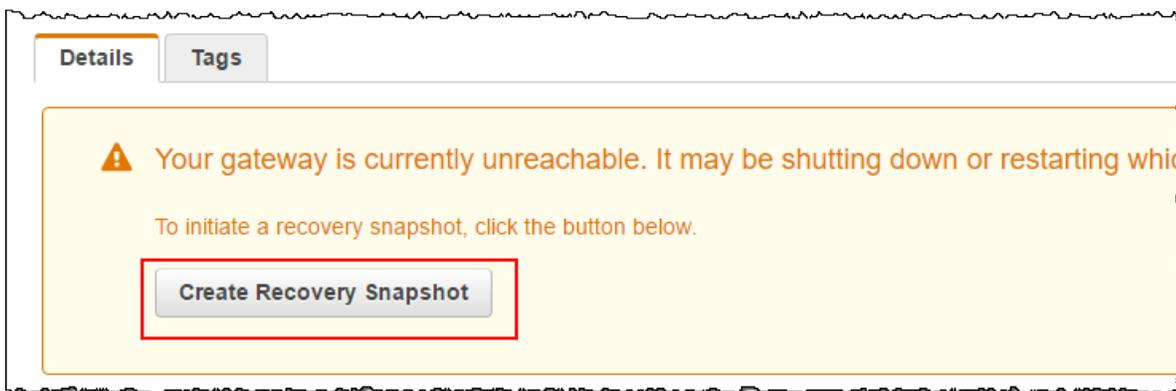 Details
Tags
Your gateway is currently unreachable. It may be shutting down or restarting
To initiate a recovery snapshot, click the button below.
Create Recovery Snapshot